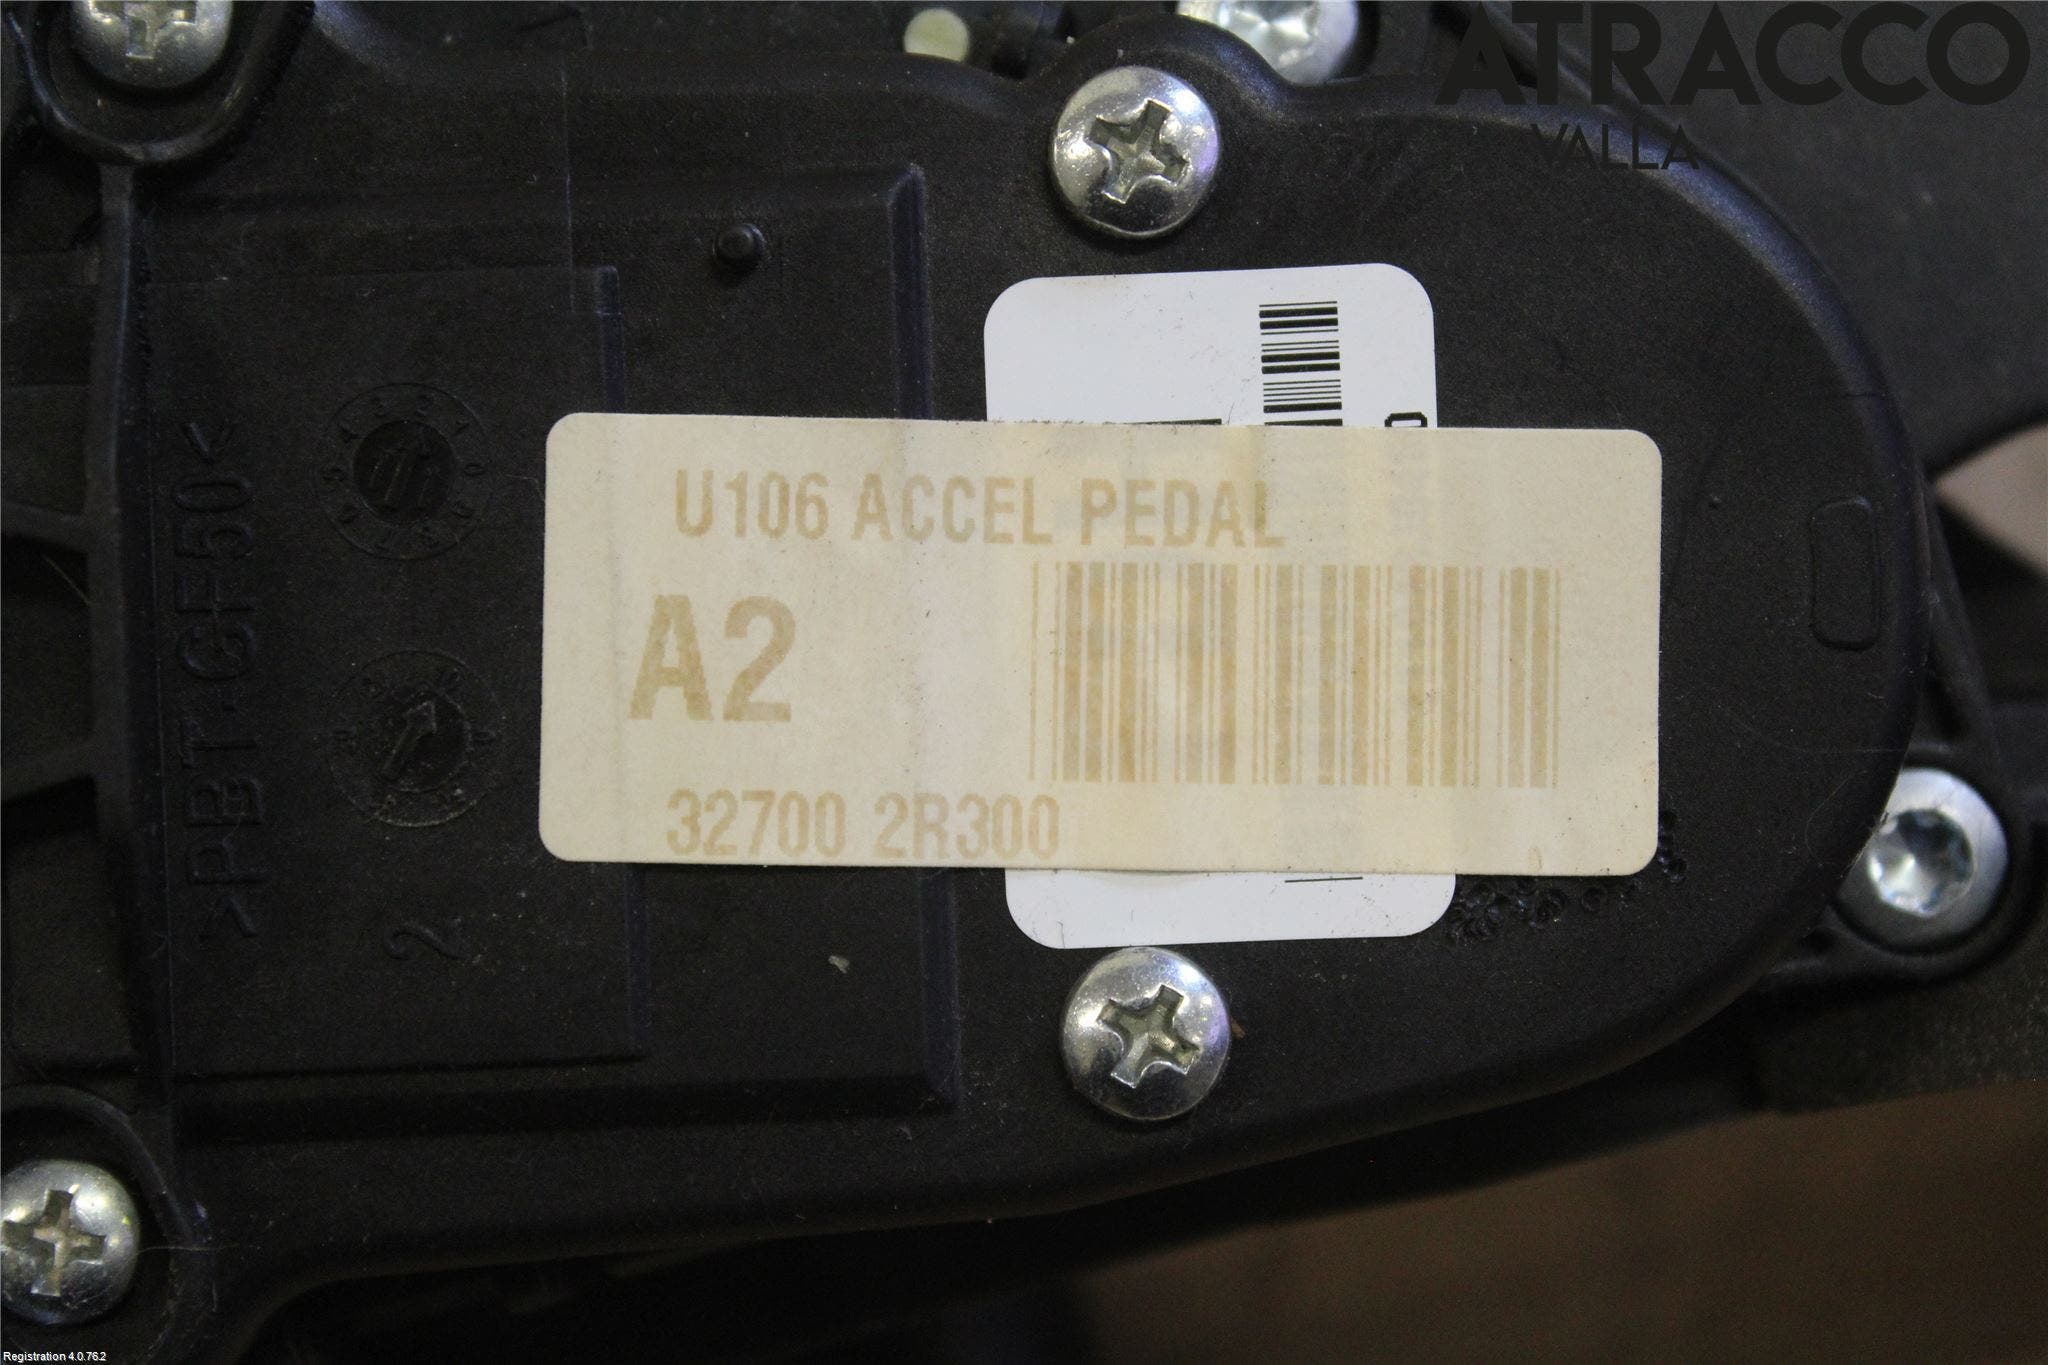 ATRACCO
VALLA
U106 ACCEL PEDAL
A2
32700 2R300
>PBT-GF50<
2
Registration 4.0.76.2